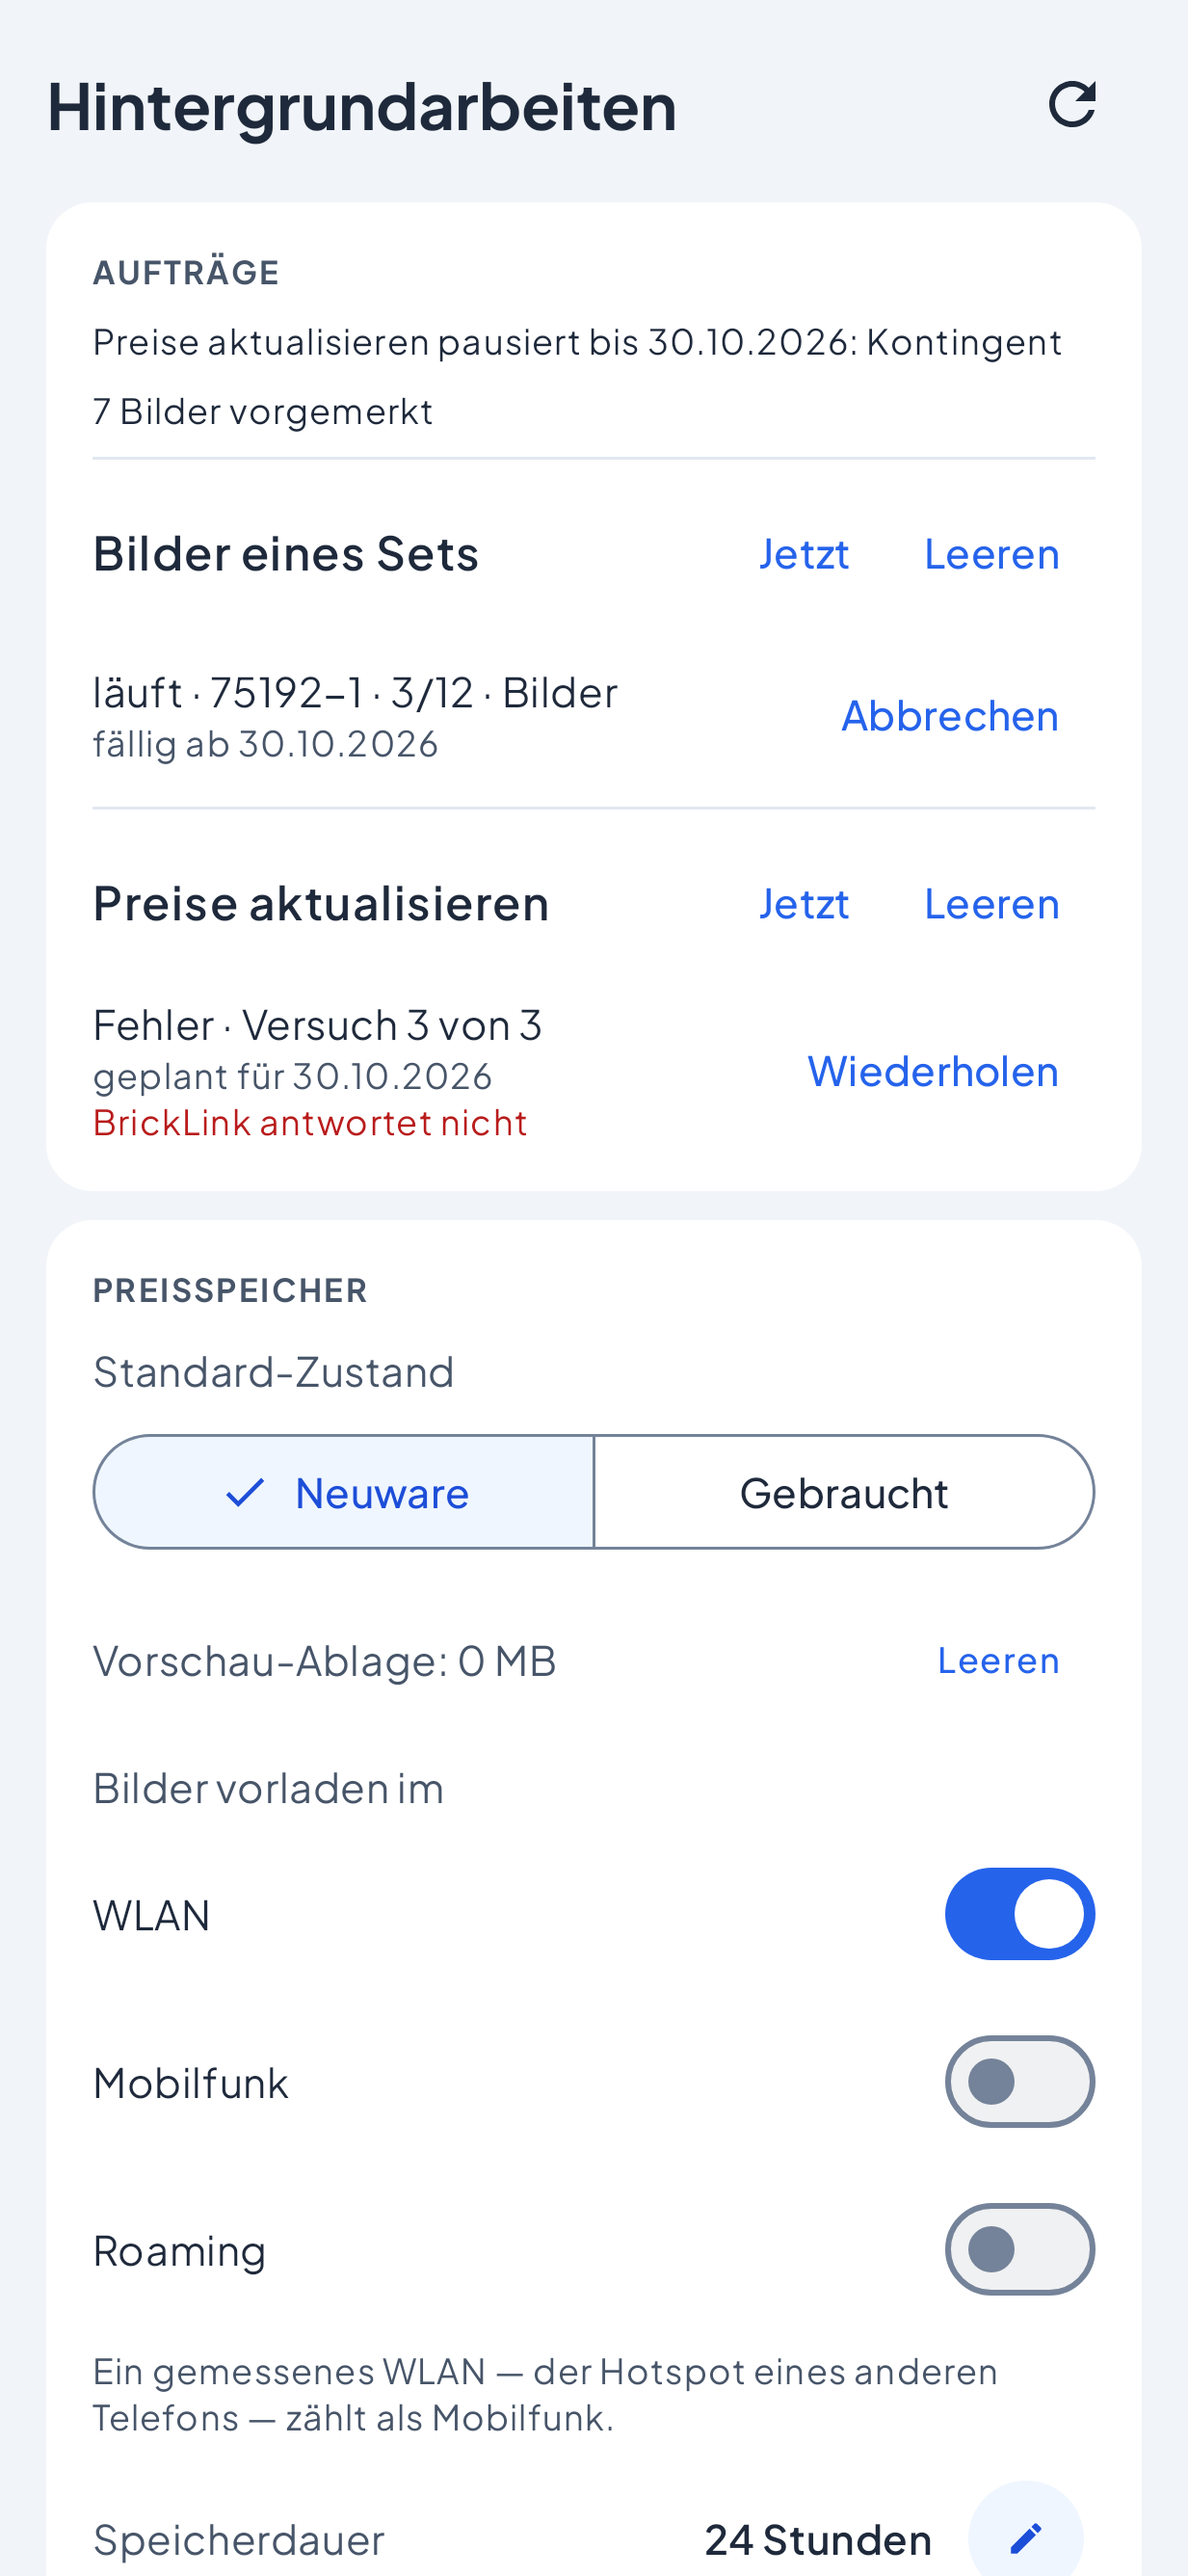 Hintergrundarbeiten
AUFTRÄGE
Preise aktualisieren pausiert bis 30.10.2026: Kontingent
7 Bilder vorgemerkt
Bilder eines Sets Jetzt Leeren
läuft · 75192-1 · 3/12 · Bilder
fällig ab 30.10.2026
Abbrechen
Preise aktualisieren Jetzt Leeren
Fehler · Versuch 3 von 3
geplant für 30.10.2026
BrickLink antwortet nicht
Wiederholen
PREISSPEICHER
Standard-Zustand
Neuware Gebraucht
Vorschau-Ablage: 0 MB Leeren
Bilder vorladen im
WLAN
Mobilfunk
Roaming
Ein gemessenes WLAN — der Hotspot eines anderen
Telefons — zählt als Mobilfunk.
Speicherdauer 24 Stunden